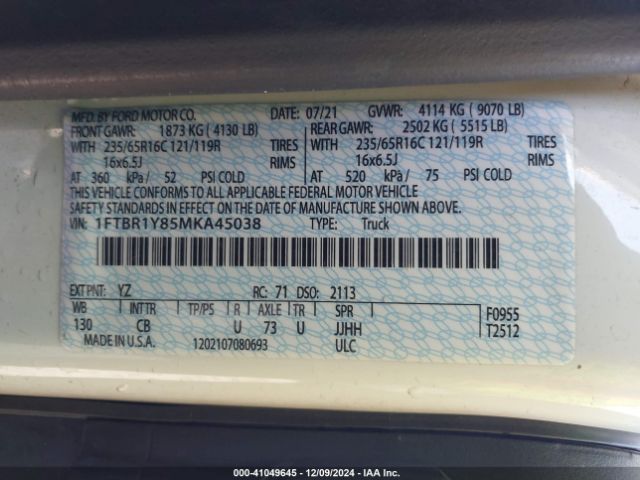 MFD. BY FORD MOTOR CO. DATE: 07/21 GVWR: 4114 KG ( 9070 LB)
FRONT GAWR: 1873 KG ( 4130 LB) REAR GAWR: 2502 KG ( 5515 LB)
WITH 235/65R16C 121/119R TIRES WITH 235/65R16C 121/119R TIRES
16x6.5J RIMS 16x6.5J RIMS
AT 360 kPa / 52 PSI COLD AT 520 kPa / 75 PSI COLD
THIS VEHICLE CONFORMS TO ALL APPLICABLE FEDERAL MOTOR VEHICLE
SAFETY STANDARDS IN EFFECT ON THE DATE OF MANUFACTURE SHOWN ABOVE.
VIN: 1FTBR1Y85MKA45038 TYPE: Truck
EXT PNT: YZ RC: 71 DSO: 2113
WB INT TR TP/PS R AXLE TR SPR F0955
130 CB U 73 U JJHH T2512
MADE IN U.S.A. 1202107080693 ULC
000-41049645 - 12/09/2024 - IAA Inc.